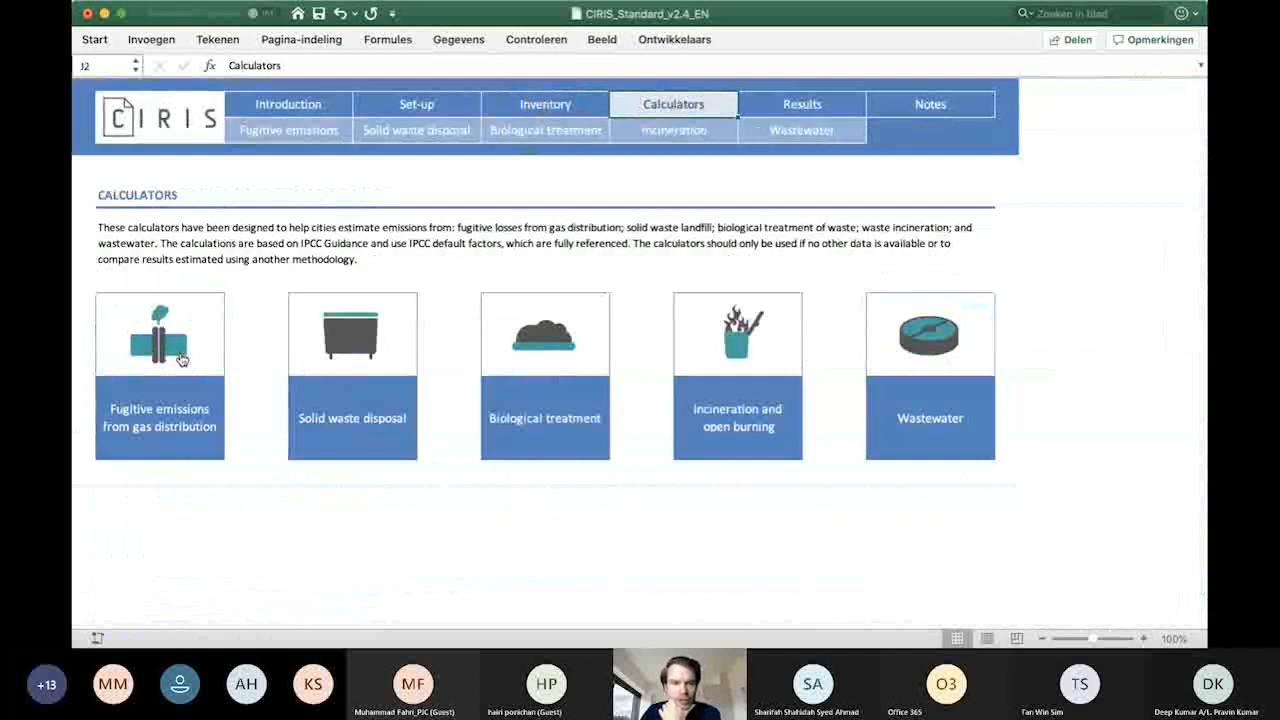 CIRIS_Standard_v2.4_EN
Zoeken in blad
Start Invoegen Tekenen Pagina-indeling Formules Gegevens Controleren Beeld Ontwikkelaars Delen Opmerkingen
J2 fx Calculators
CIRIS
Introduction Set-up Inventory Calculators Results Notes
Fugitive emissions Solid waste disposal Biological treatment Incineration Wastewater
CALCULATORS
These calculators have been designed to help cities estimate emissions from: fugitive losses from gas distribution; solid waste landfill; biological treatment of waste; waste incineration; and
wastewater. The calculations are based on IPCC Guidance and use IPCC default factors, which are fully referenced. The calculators should only be used if no other data is available or to
compare results estimated using another methodology.
Fugitive emissions
from gas distribution
Solid waste disposal
Biological treatment
Incineration and
open burning
Wastewater
100%
+13 MM AH KS MF HP SA O3 TS DK
Muhammad Fahri_PJC (Guest) hairi ponichan (Guest) Sharifah Shahidah Syed Ahmad Office 365 Tan Win Sim Deep Kumar A/L. Pravin Kumar